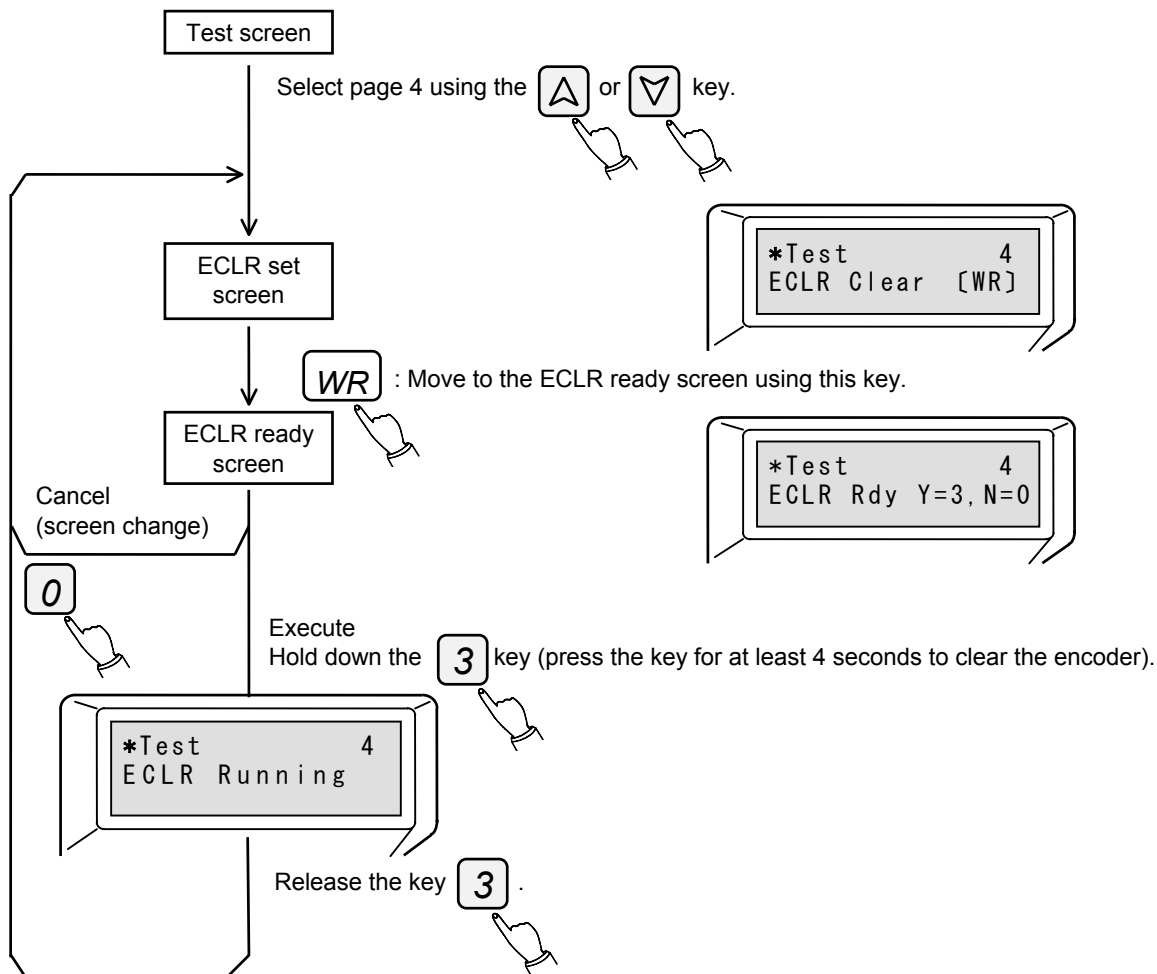 Test screen
Select page 4 using the or key.
*Test 4
ECLR Clear [WR]
ECLR set
screen
WR : Move to the ECLR ready screen using this key.
ECLR ready
screen
*Test 4
ECLR Rdy Y=3,N=0
Cancel
(screen change)
0
Execute
Hold down the 3 key (press the key for at least 4 seconds to clear the encoder).
*Test 4
ECLR Running
Release the key 3 .